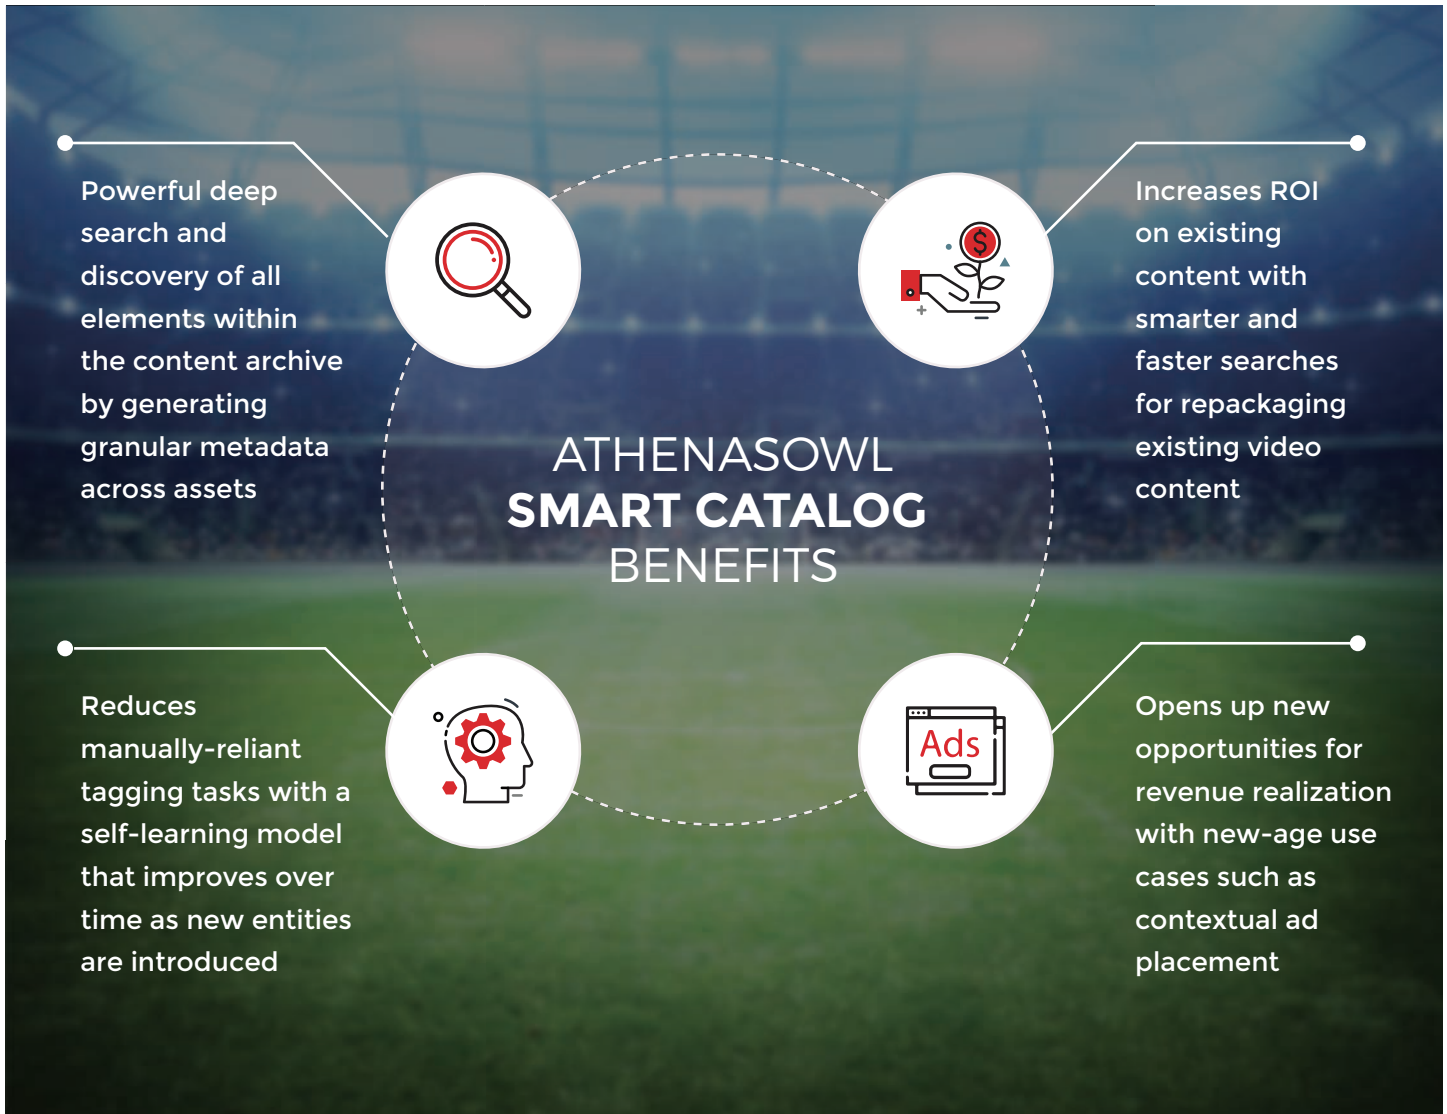 Powerful deep
search and
discovery of all
elements within
the content archive
by generating
granular metadata
across assets
Increases ROI
on existing
content with
smarter and
faster searches
for repackaging
existing video
content
$
ATHENASOWL
SMART CATALOG
BENEFITS
Reduces
manually-reliant
tagging tasks with a
self-learning model
that improves over
time as new entities
are introduced
Ads
Opens up new
opportunities for
revenue realization
with new-age use
cases such as
contextual ad
placement